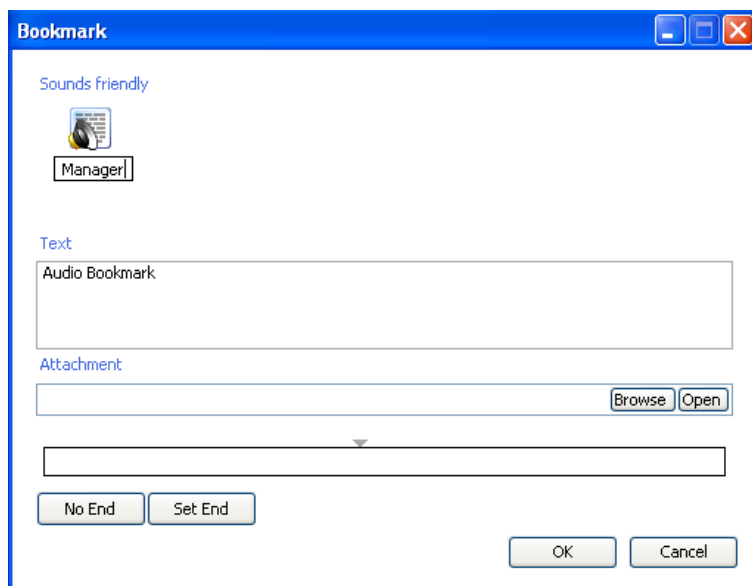 Bookmark
Sounds friendly
Manager
Text
Audio Bookmark
Attachment
Browse Open
No End Set End
OK Cancel